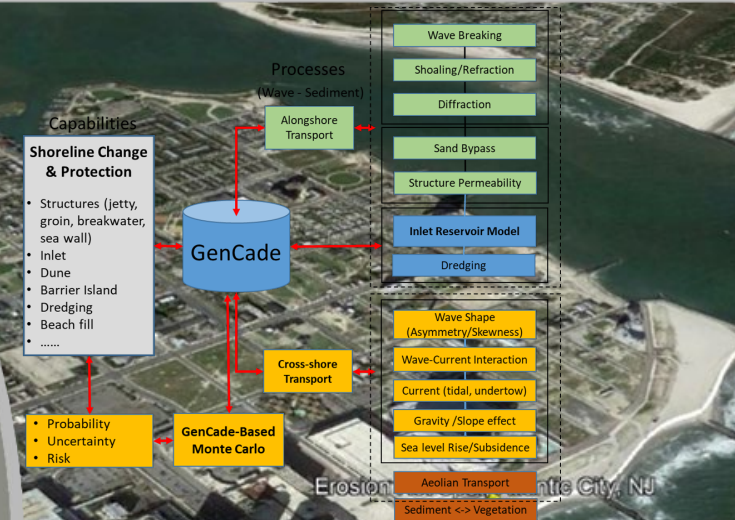 Capabilities
Shoreline Change
& Protection
• Structures (jetty,
groin, breakwater,
sea wall)
• Inlet
• Dune
• Barrier Island
• Dredging
• Beach fill
• ......
• Probability
• Uncertainty
• Risk
GenCade-Based
Monte Carlo
GenCade
Processes
(Wave - Sediment)
Alongshore
Transport
Cross-shore
Transport
Wave Breaking
Shoaling/Refraction
Diffraction
Sand Bypass
Structure Permeability
Inlet Reservoir Model
Dredging
Wave Shape
(Asymmetry/Skewness)
Wave-Current Interaction
Current (tidal, undertow)
Gravity /Slope effect
Sea level Rise/Subsidence
Aeolian Transport
Sediment <-> Vegetation
Erosion City, NJ